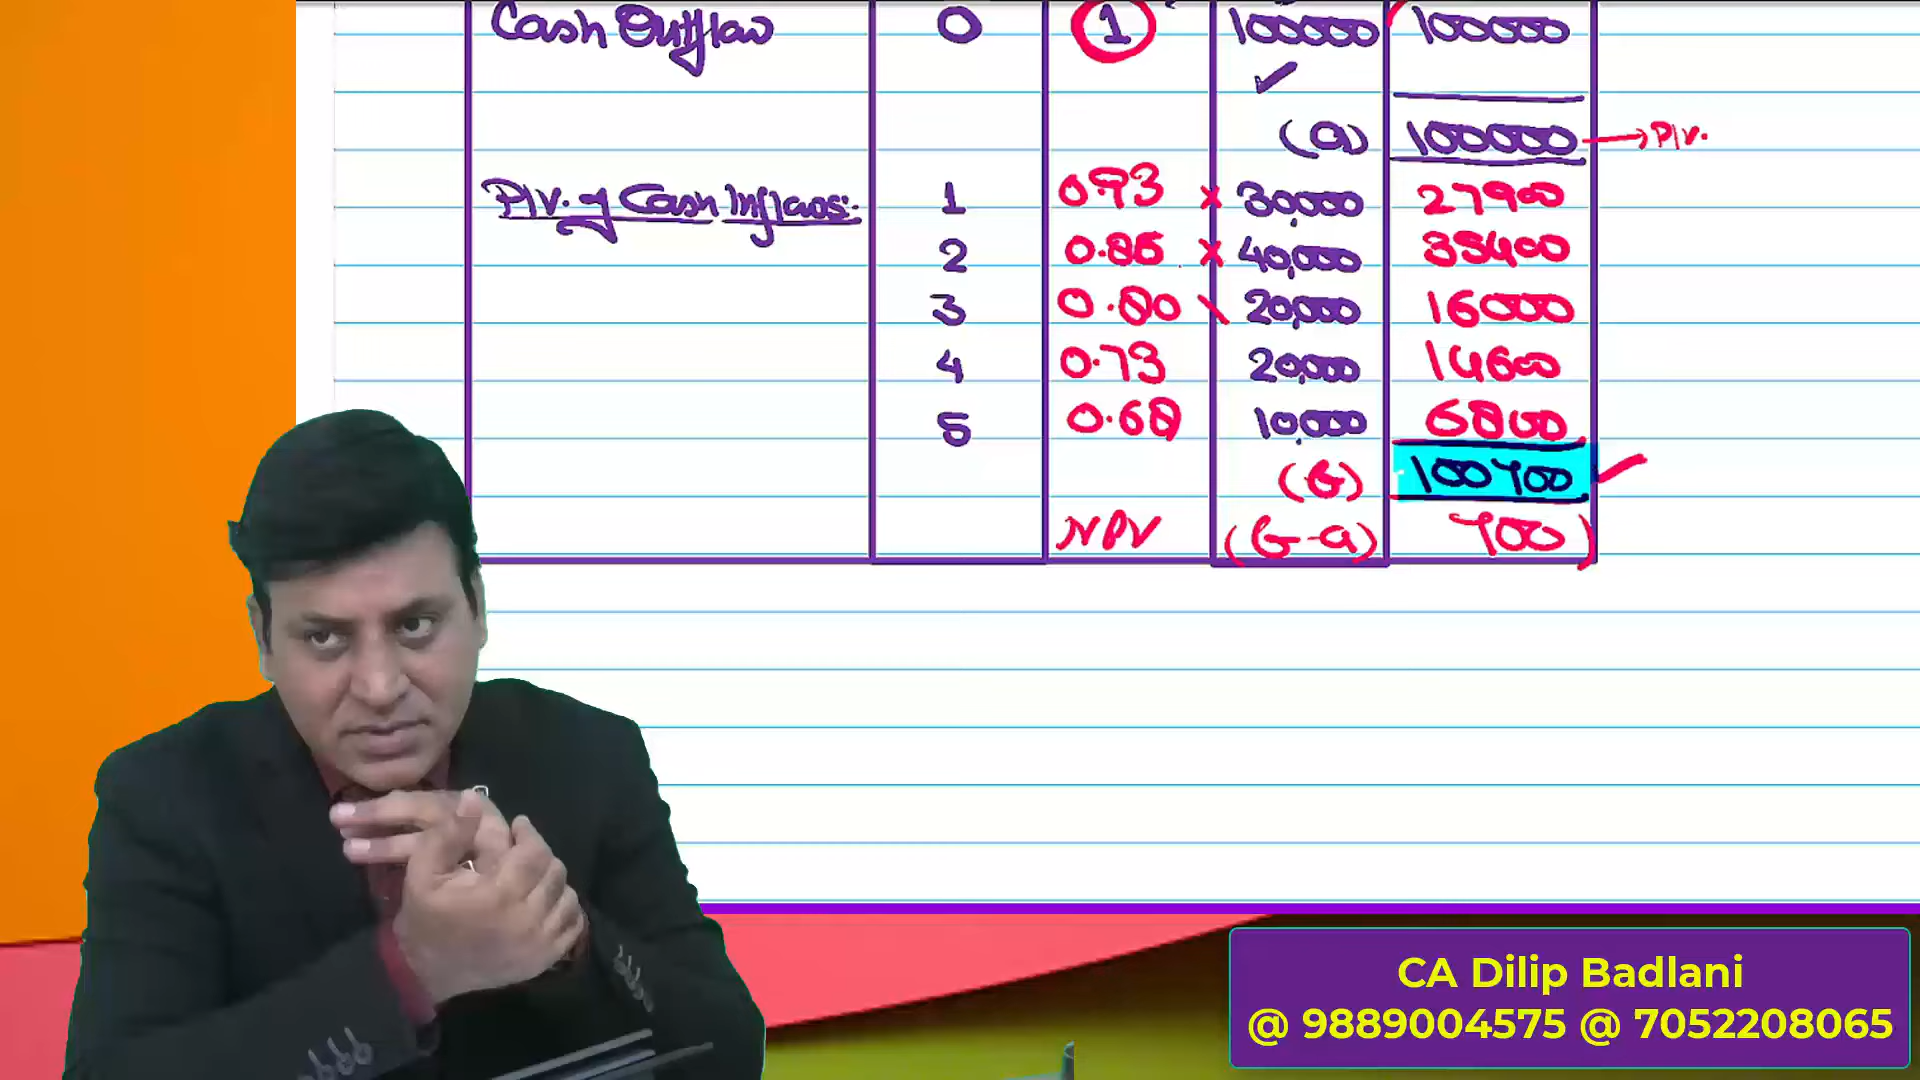 Cash Outflow 0 1 100000 100000
✓
(a) 100000 → P/V.
P/V. of Cash Inflows:- 1 0.93 × 30,000 27900
2 0.86 × 40,000 35400
3 0.80 \ 20,000 16000
4 0.73 20,000 14600
5 0.68 10,000 6800
(b) 100700 ✓
NPV (b-a) 700
CA Dilip Badlani
@ 9889004575 @ 7052208065